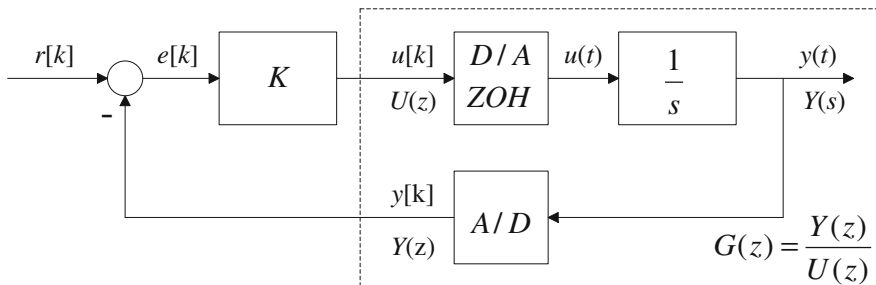 r[k]
e[k]
K
u[k]
U(z)
D/A
ZOH
u(t)
1
s
y(t)
Y(s)
-
y[k]
Y(z)
A/D
G(z) = Y(z)
U(z)